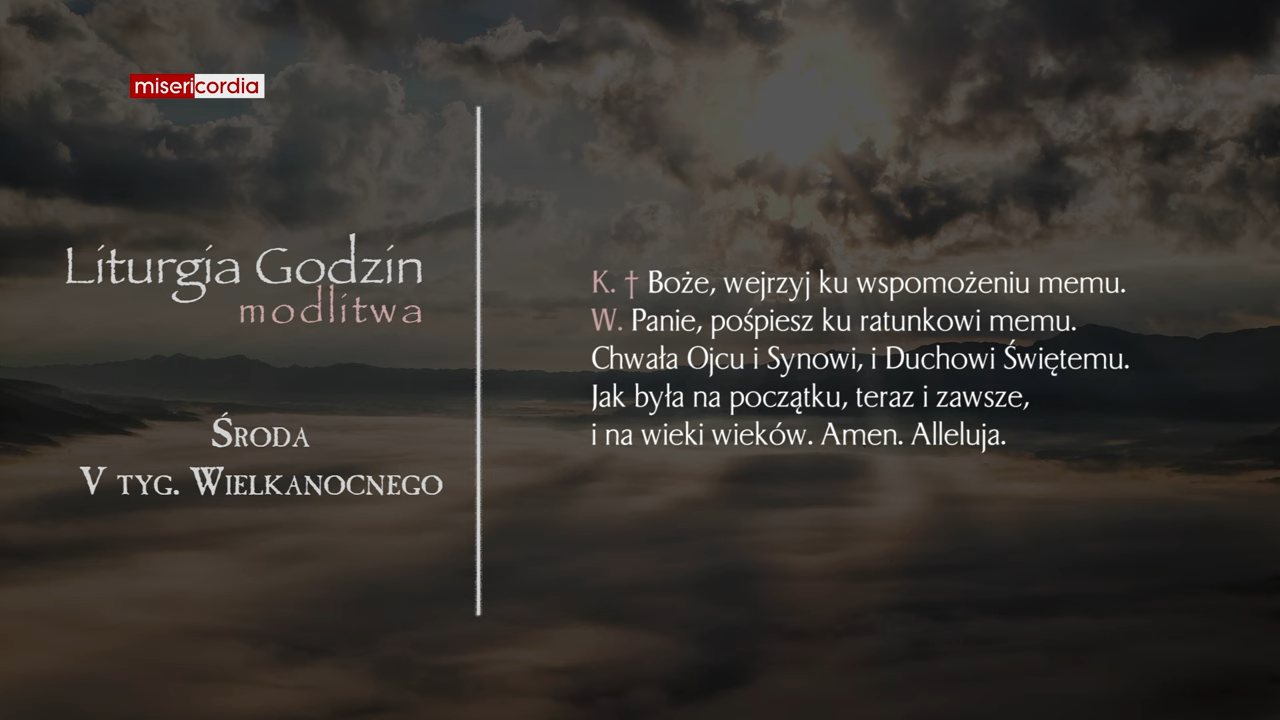 misericordia
Liturgia Godzin
modlitwa
Środa
V tyg. Wielkanocnego
K. † Boże, wejrzyj ku wspomożeniu memu.
W. Panie, pośpiesz ku ratunkowi memu.
Chwała Ojcu i Synowi, i Duchowi Świętemu.
Jak była na początku, teraz i zawsze,
i na wieki wieków. Amen. Alleluja.